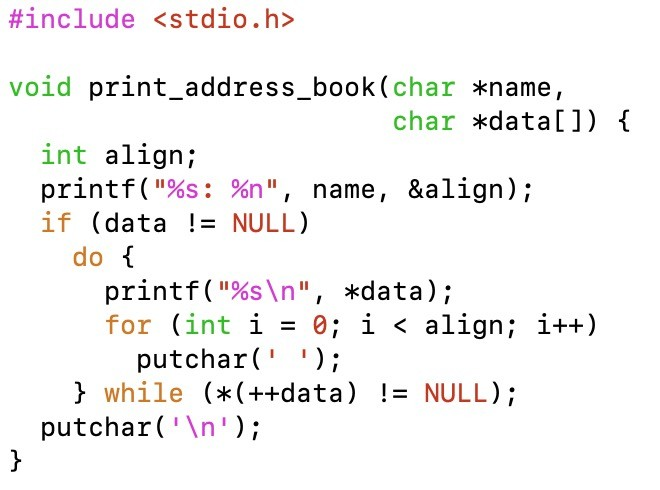 #include <stdio.h>

void print_address_book(char *name,
                        char *data[]) {
  int align;
  printf("%s: %n", name, &align);
  if (data != NULL)
    do {
      printf("%s\n", *data);
      for (int i = 0; i < align; i++)
        putchar(' ');
    } while (*(++data) != NULL);
  putchar('\n');
}